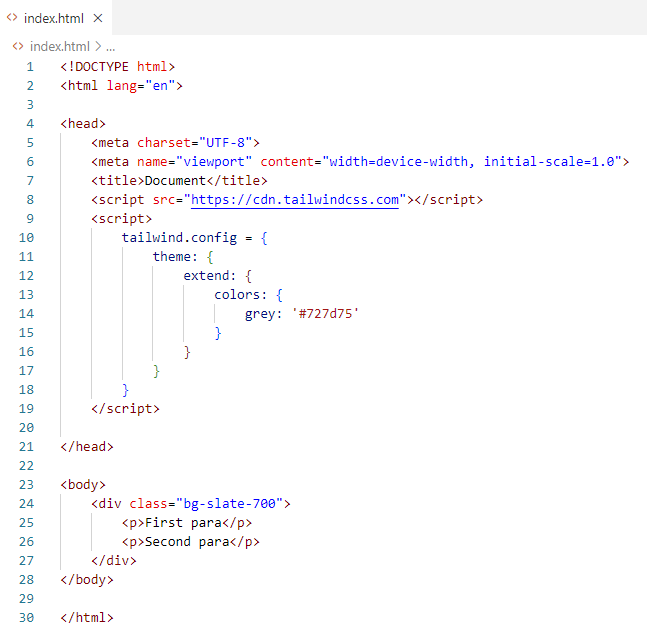 index.html
index.html > ...
1 <!DOCTYPE html>
2 <html lang="en">
3
4 <head>
5     <meta charset="UTF-8">
6     <meta name="viewport" content="width=device-width, initial-scale=1.0">
7     <title>Document</title>
8     <script src="https://cdn.tailwindcss.com"></script>
9     <script>
10         tailwind.config = {
11             theme: {
12                 extend: {
13                     colors: {
14                         grey: '#727d75'
15                     }
16                 }
17             }
18         }
19     </script>
20
21 </head>
22
23 <body>
24     <div class="bg-slate-700">
25         <p>First para</p>
26         <p>Second para</p>
27     </div>
28 </body>
29
30 </html>